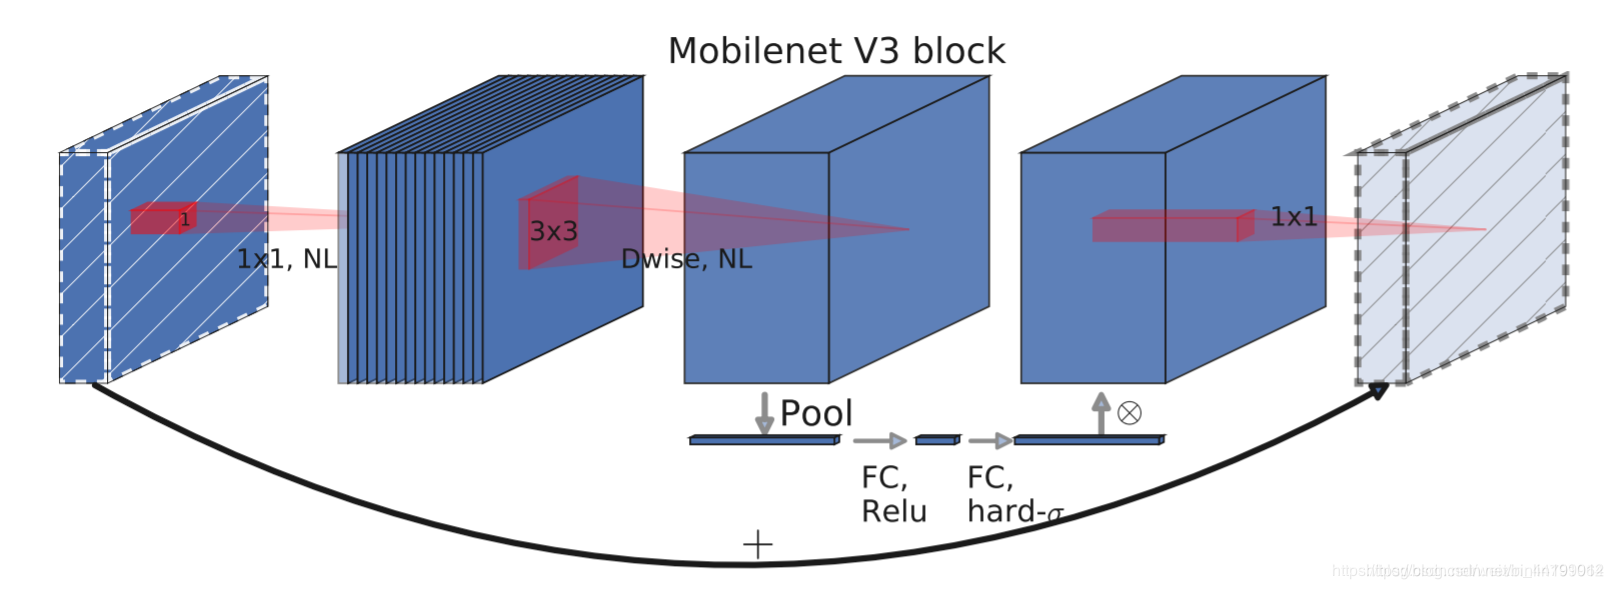 Mobilenet V3 block
1
1x1, NL
3x3
Dwise, NL
1x1
Pool
⊗
FC,
Relu
FC,
hard-σ
+